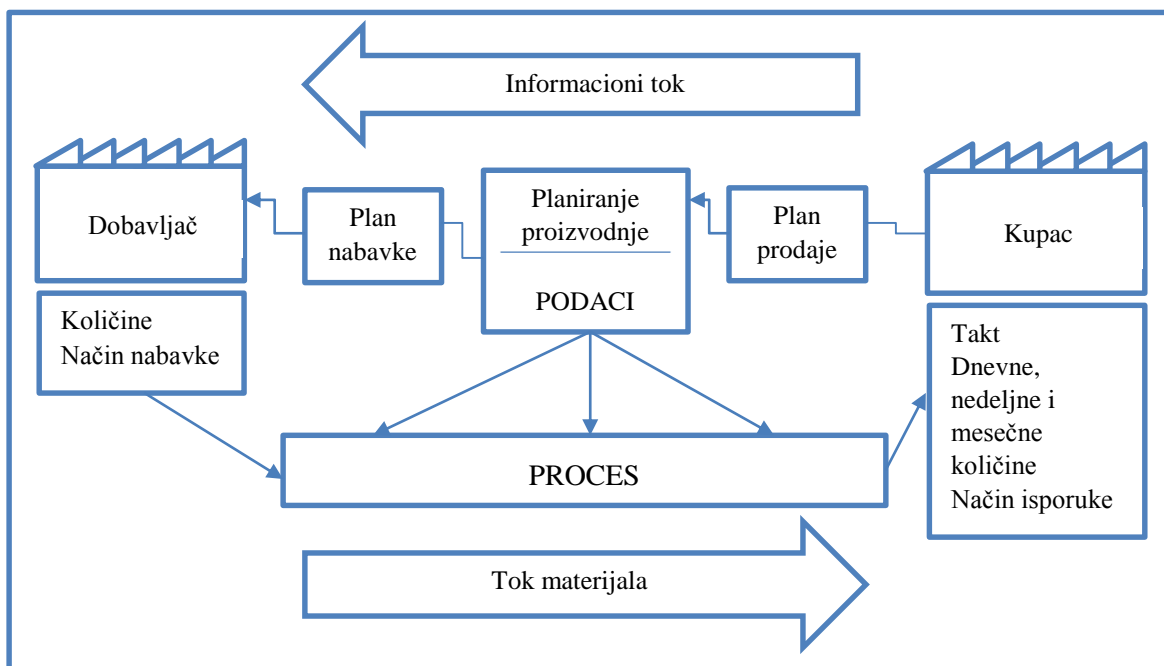 Informacioni tok
Dobavljač
Plan
nabavke
Planiranje
proizvodnje
PODACI
Plan
prodaje
Kupac
Količine
Način nabavke
Takt
Dnevne,
nedeljne i
mesečne
količine
Način isporuke
PROCES
Tok materijala